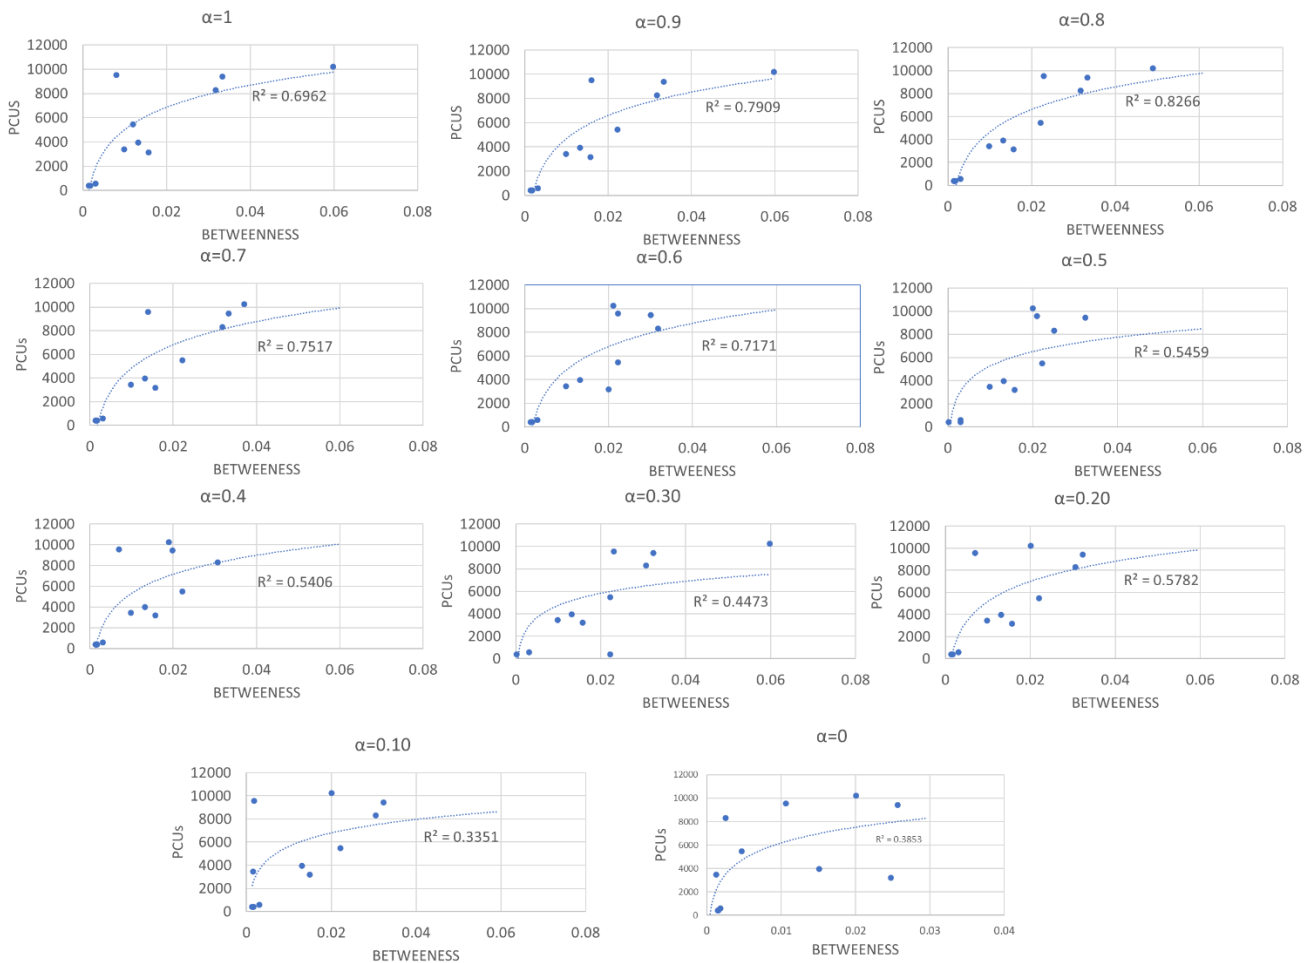 α=1
12000
10000
8000
6000
4000
2000
0
PCUS
R² = 0.6962
0 0.02 0.04 0.06 0.08
BETWEENNESS
α=0.9
12000
10000
8000
6000
4000
2000
0
PCUS
R² = 0.7909
0 0.02 0.04 0.06 0.08
BETWEENNESS
α=0.8
12000
10000
8000
6000
4000
2000
0
PCUS
R² = 0.8266
0 0.02 0.04 0.06 0.08
BETWEENNESS
α=0.7
12000
10000
8000
6000
4000
2000
0
PCUs
R² = 0.7517
0 0.02 0.04 0.06 0.08
BETWEENESS
α=0.6
12000
10000
8000
6000
4000
2000
0
PCUs
R² = 0.7171
0 0.02 0.04 0.06 0.08
BETWEENESS
α=0.5
12000
10000
8000
6000
4000
2000
0
PCUs
R² = 0.5459
0 0.02 0.04 0.06 0.08
BETWEENESS
α=0.4
12000
10000
8000
6000
4000
2000
0
PCUs
R² = 0.5406
0 0.02 0.04 0.06 0.08
BETWEENESS
α=0.30
12000
10000
8000
6000
4000
2000
0
PCUs
R² = 0.4473
0 0.02 0.04 0.06 0.08
BETWEENESS
α=0.20
12000
10000
8000
6000
4000
2000
0
PCUs
R² = 0.5782
0 0.02 0.04 0.06 0.08
BETWEENESS
α=0.10
12000
10000
8000
6000
4000
2000
0
PCUs
R² = 0.3351
0 0.02 0.04 0.06 0.08
BETWEENESS
α=0
12000
10000
8000
6000
4000
2000
0
PCUs
R² = 0.3853
0 0.01 0.02 0.03 0.04
BETWEENESS